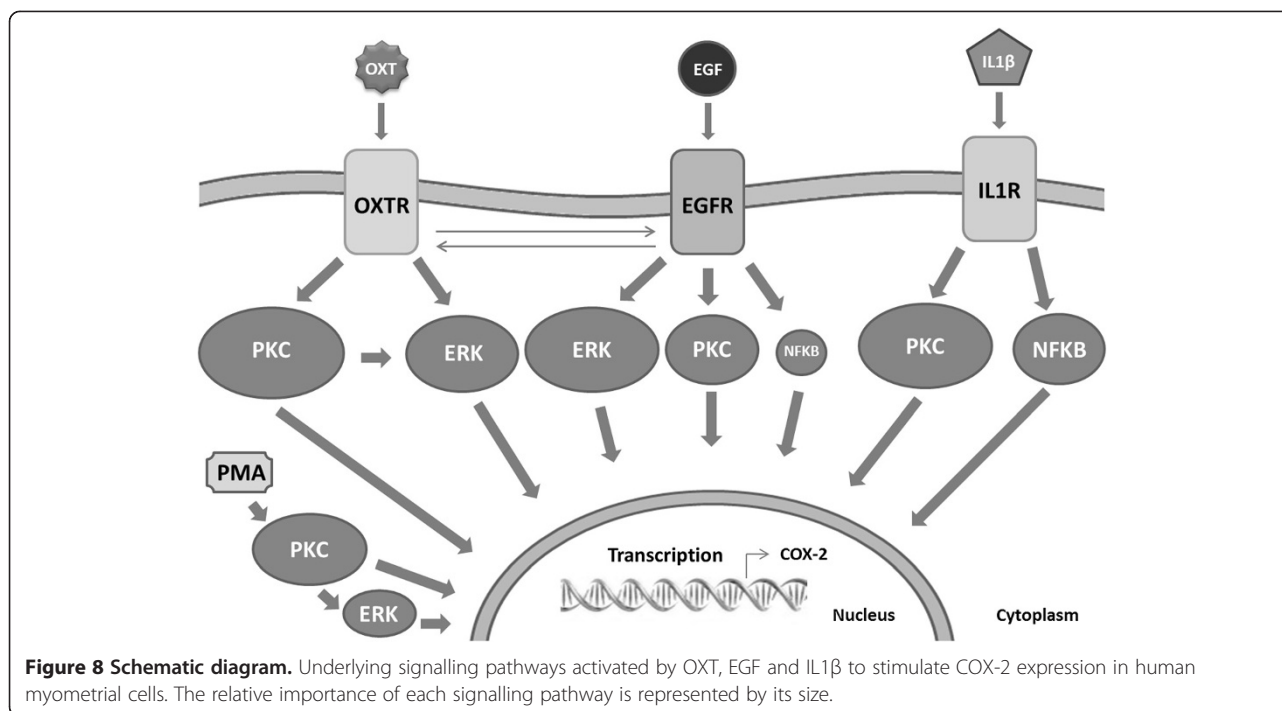 OXT EGF IL1β
OXTR EGFR IL1R
PKC ERK ERK PKC NFKB PKC NFKB
PMA
PKC
ERK
Transcription COX-2
Nucleus Cytoplasm
Figure 8 Schematic diagram. Underlying signalling pathways activated by OXT, EGF and IL1β to stimulate COX-2 expression in human
myometrial cells. The relative importance of each signalling pathway is represented by its size.